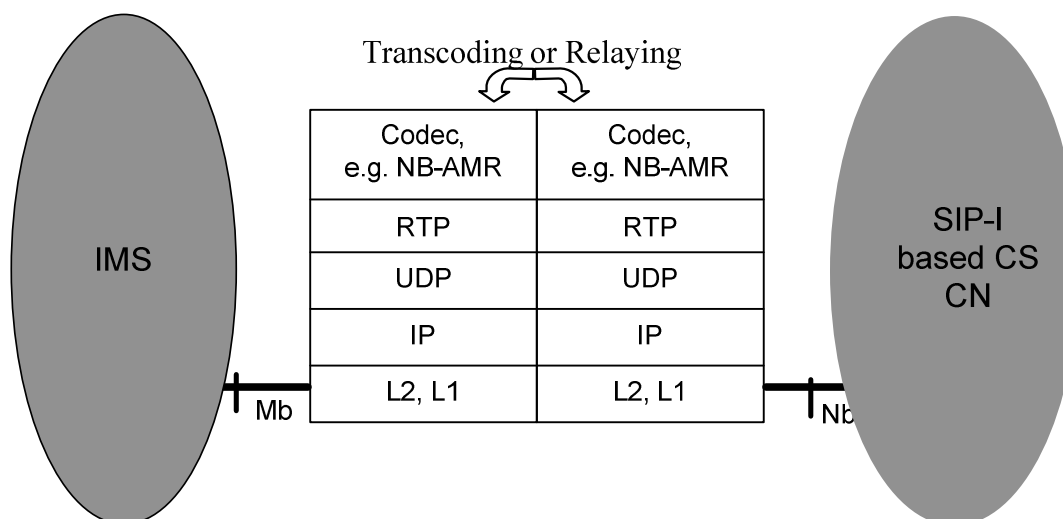 Transcoding or Relaying
Codec,
e.g. NB-AMR
Codec,
e.g. NB-AMR
RTP
RTP
UDP
UDP
IP
IP
L2, L1
L2, L1
IMS
SIP-I
based CS
CN
Mb
Nb